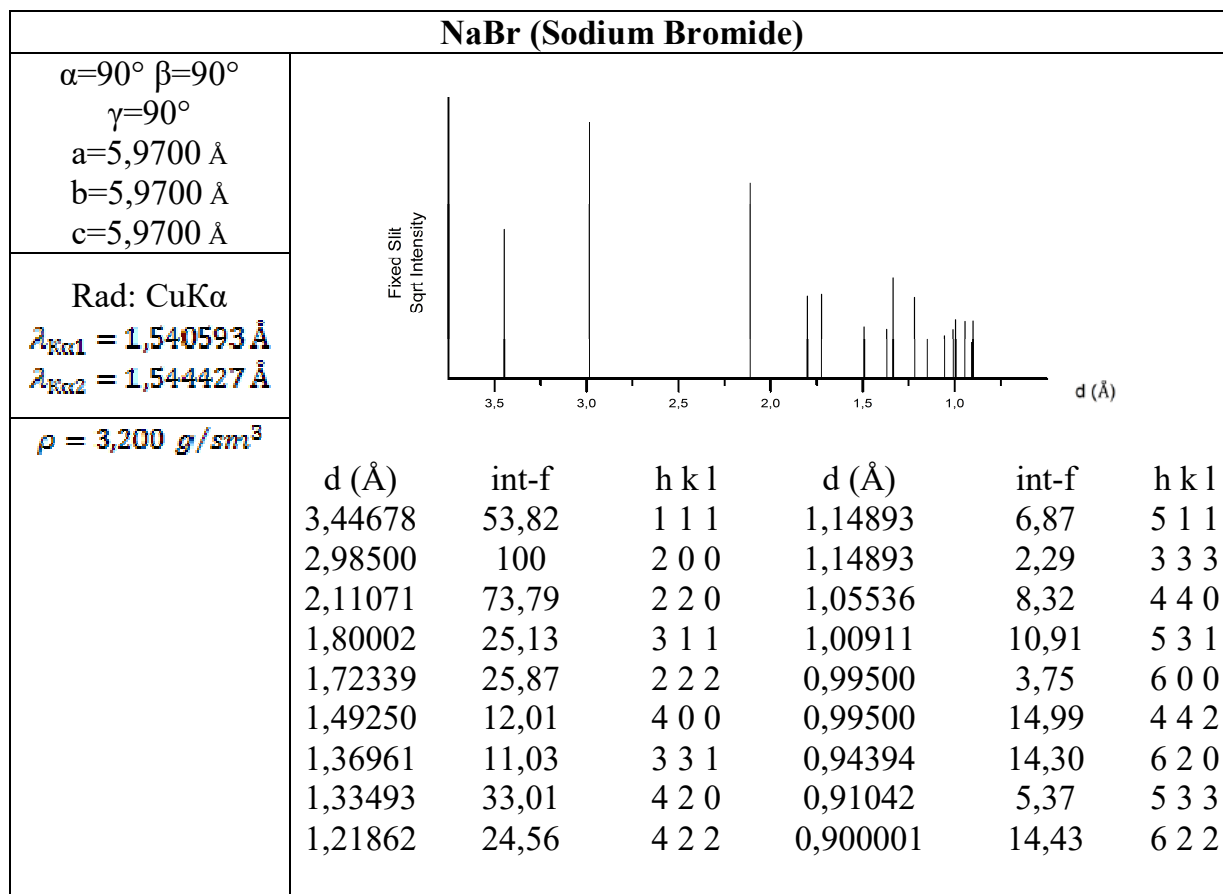 NaBr (Sodium Bromide)
α=90° β=90°
γ=90°
a=5,9700 Å
b=5,9700 Å
c=5,9700 Å
Rad: CuKα
λKα1 = 1,540593 Å
λKα2 = 1,544427 Å
ρ = 3,200 g/sm³
Fixed Slit
Sqrt Intensity
3,5 3,0 2,5 2,0 1,5 1,0 d (Å)
d (Å) int-f h k l d (Å) int-f h k l
3,44678 53,82 1 1 1 1,14893 6,87 5 1 1
2,98500 100 2 0 0 1,14893 2,29 3 3 3
2,11071 73,79 2 2 0 1,05536 8,32 4 4 0
1,80002 25,13 3 1 1 1,00911 10,91 5 3 1
1,72339 25,87 2 2 2 0,99500 3,75 6 0 0
1,49250 12,01 4 0 0 0,99500 14,99 4 4 2
1,36961 11,03 3 3 1 0,94394 14,30 6 2 0
1,33493 33,01 4 2 0 0,91042 5,37 5 3 3
1,21862 24,56 4 2 2 0,900001 14,43 6 2 2